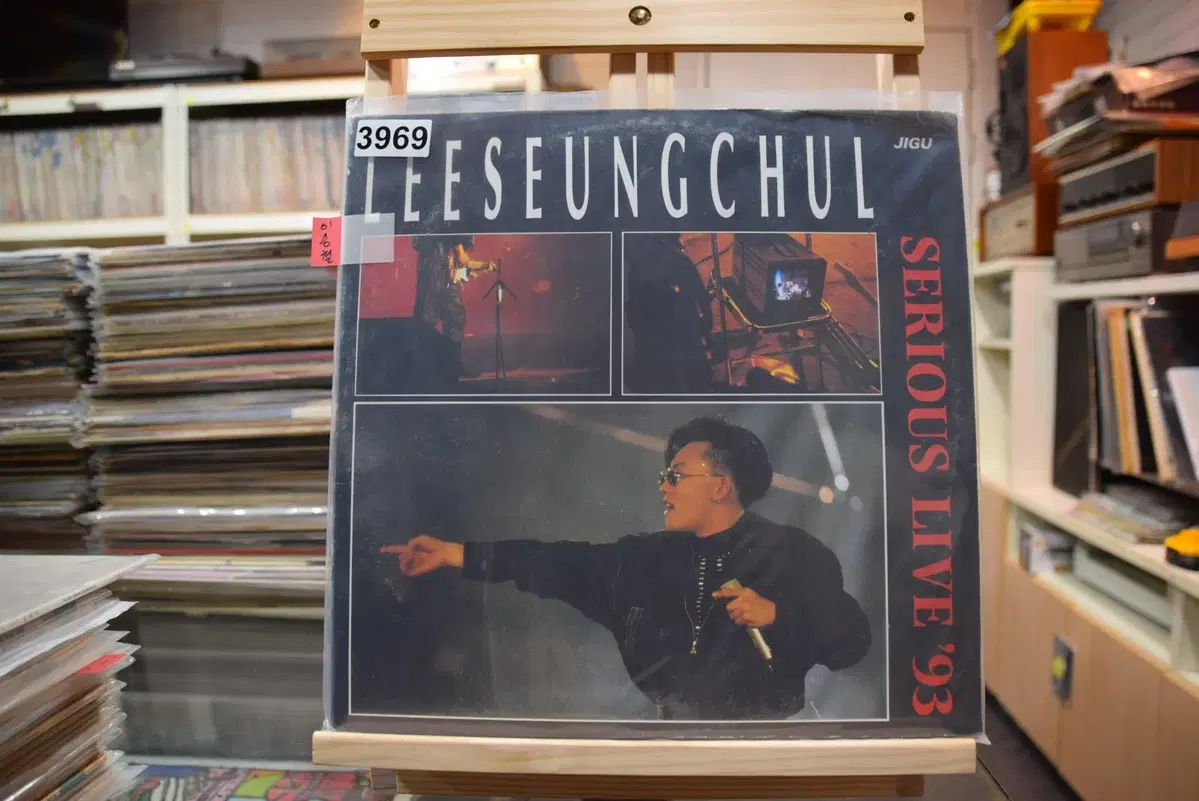 3969
LEESEUNGCHUL
JIGU
이승철
SERIOUS LIVE '93